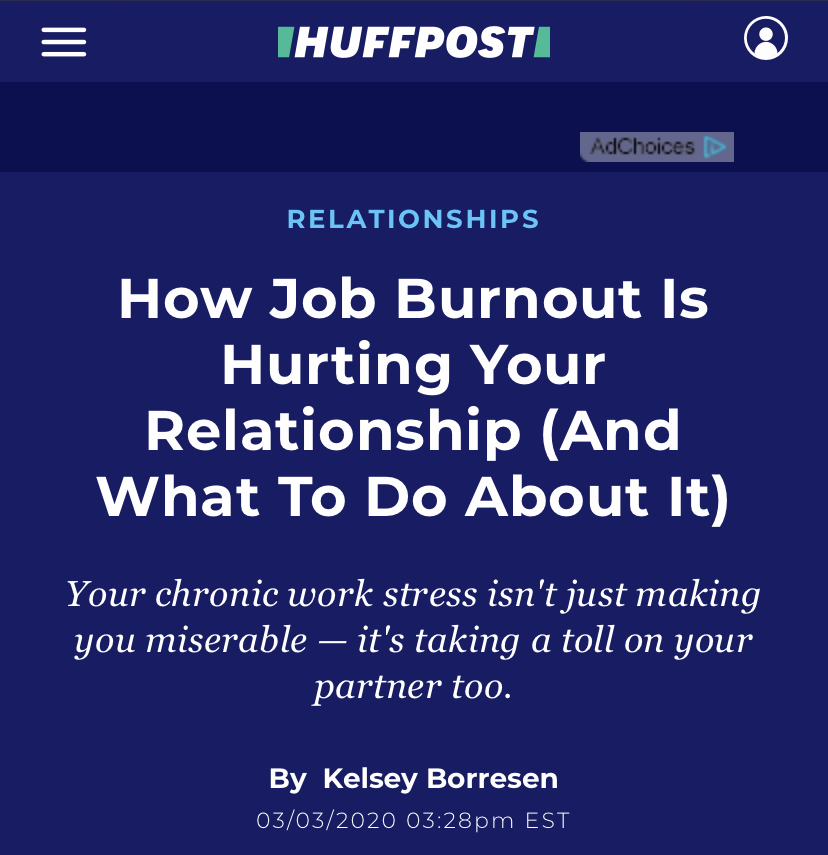 HUFFPOST
AdChoices
RELATIONSHIPS
How Job Burnout Is
Hurting Your
Relationship (And
What To Do About It)
Your chronic work stress isn't just making
you miserable — it's taking a toll on your
partner too.
By Kelsey Borresen
03/03/2020 03:28pm EST